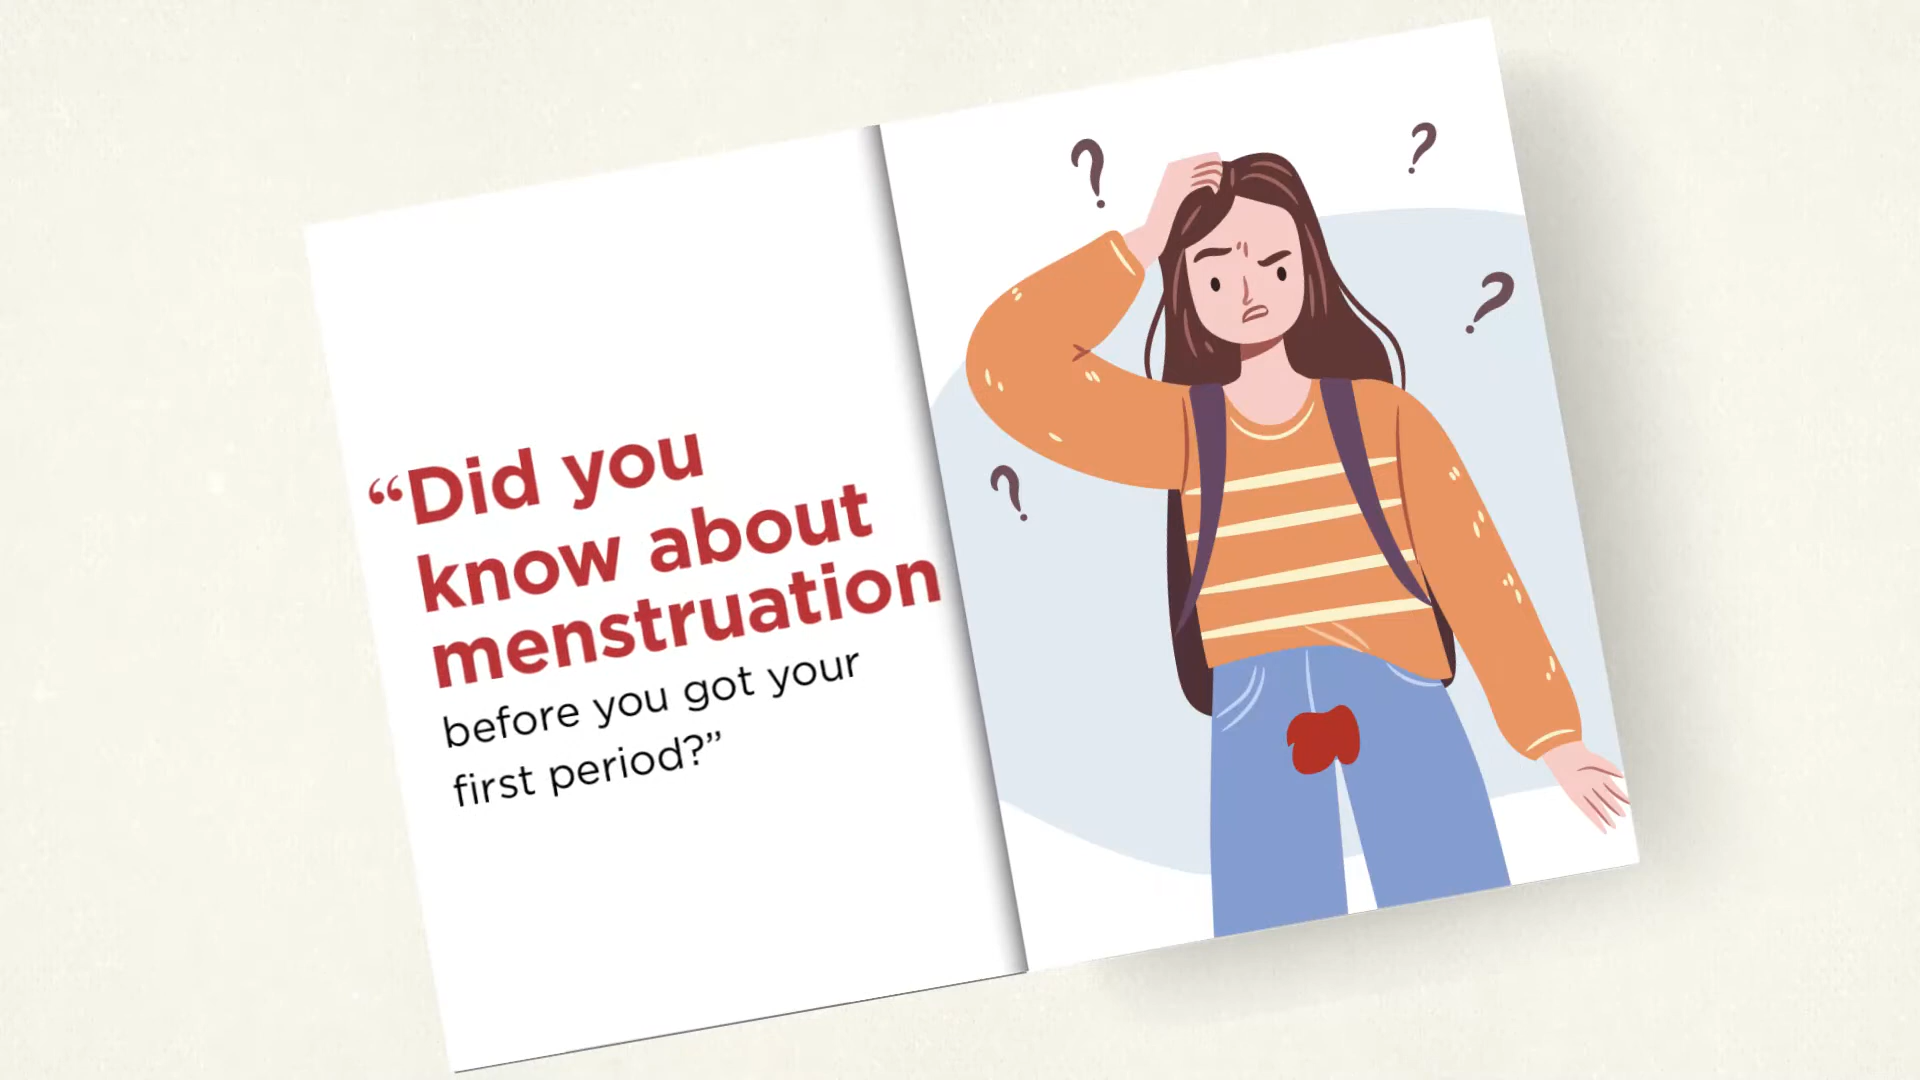 “Did you
know about
menstruation
before you got your
first period?”
?
?
?
?